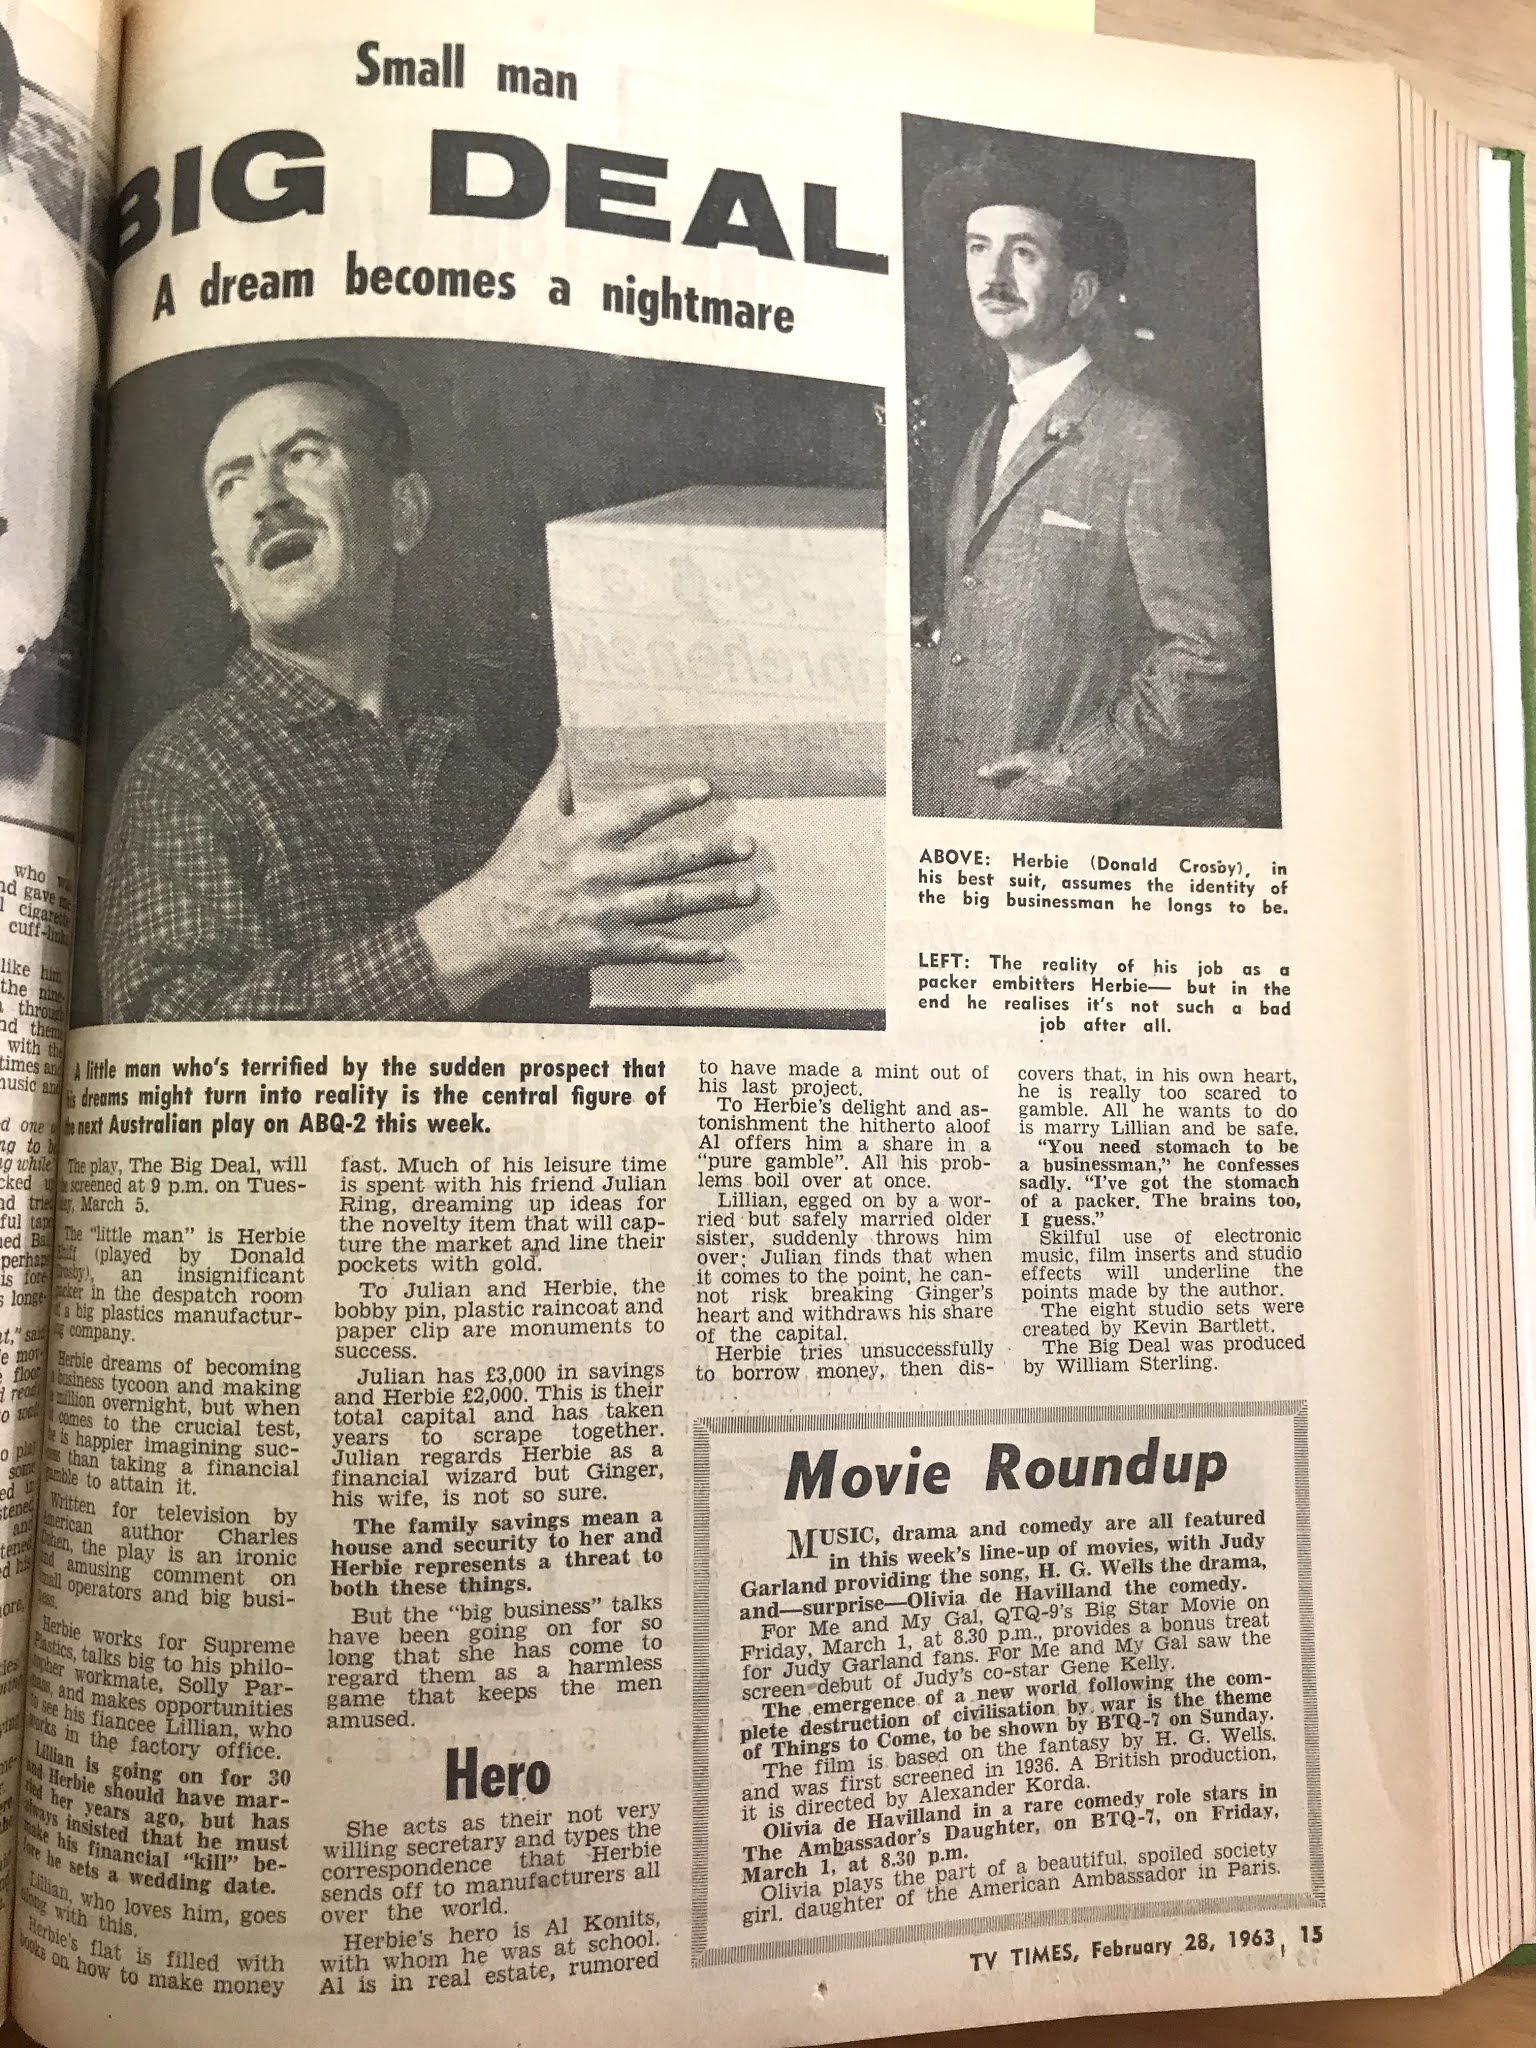 Small man
BIG DEAL
A dream becomes a nightmare
ABOVE: Herbie (Donald Crosby), in
his best suit, assumes the identity of
the big businessman he longs to be.
LEFT: The reality of his job as a
packer embitters Herbie— but in the
end he realises it's not such a bad
job after all.
A little man who's terrified by the sudden prospect that
his dreams might turn into reality is the central figure of
the next Australian play on ABQ-2 this week.
The play, The Big Deal, will
be screened at 9 p.m. on Tues-
day, March 5.
The "little man" is Herbie
(played by Donald
Crosby), an insignificant
packer in the despatch room
of a big plastics manufactur-
ing company.
Herbie dreams of becoming
a business tycoon and making
a million overnight, but when
it comes to the crucial test,
he is happier imagining suc-
cess than taking a financial
gamble to attain it.
Written for television by
American author Charles
Cohen, the play is an ironic
and amusing comment on
small operators and big busi-
ness.
Herbie works for Supreme
Plastics, talks big to his philo-
sopher workmate, Solly Par-
and makes opportunities
to see his fiancee Lillian, who
works in the factory office.
Lillian is going on for 30
and Herbie should have mar-
ried her years ago, but has
always insisted that he must
make his financial "kill" be-
fore he sets a wedding date.
Lillian, who loves him, goes
along with this.
Herbie's flat is filled with
books on how to make money
fast. Much of his leisure time
is spent with his friend Julian
Ring, dreaming up ideas for
the novelty item that will cap-
ture the market and line their
pockets with gold.
To Julian and Herbie, the
bobby pin, plastic raincoat and
paper clip are monuments to
success.
Julian has £3,000 in savings
and Herbie £2,000. This is their
total capital and has taken
years to scrape together.
Julian regards Herbie as a
financial wizard but Ginger,
his wife, is not so sure.
The family savings mean a
house and security to her and
Herbie represents a threat to
both these things.
But the "big business" talks
have been going on for so
long that she has come to
regard them as a harmless
game that keeps the men
amused.
Hero
She acts as their not very
willing secretary and types the
correspondence that Herbie
sends off to manufacturers all
over the world.
Herbie's hero is Al Konits,
with whom he was at school.
Al is in real estate, rumored
to have made a mint out of
his last project.
To Herbie's delight and as-
tonishment the hitherto aloof
Al offers him a share in a
"pure gamble". All his prob-
lems boil over at once.
Lillian, egged on by a wor-
ried but safely married older
sister, suddenly throws him
over; Julian finds that when
it comes to the point, he can-
not risk breaking Ginger's
heart and withdraws his share
of the capital.
Herbie tries unsuccessfully
to borrow money, then dis-
covers that, in his own heart,
he is really too scared to
gamble. All he wants to do
is marry Lillian and be safe.
"You need stomach to be
a businessman," he confesses
sadly. "I've got the stomach
of a packer. The brains too,
I guess."
Skilful use of electronic
music, film inserts and studio
effects will underline the
points made by the author.
The eight studio sets were
created by Kevin Bartlett.
The Big Deal was produced
by William Sterling.
Movie Roundup
MUSIC, drama and comedy are all featured
in this week's line-up of movies, with Judy
Garland providing the song, H. G. Wells the drama,
and—surprise—Olivia de Havilland the comedy.
For Me and My Gal, QTQ-9's Big Star Movie on
Friday, March 1, at 8.30 p.m., provides a bonus treat
for Judy Garland fans. For Me and My Gal saw the
screen debut of Judy's co-star Gene Kelly.
The emergence of a new world following the com-
plete destruction of civilisation by war is the theme
of Things to Come, to be shown by BTQ-7 on Sunday.
The film is based on the fantasy by H. G. Wells,
and was first screened in 1936. A British production,
it is directed by Alexander Korda.
Olivia de Havilland in a rare comedy role stars in
The Ambassador's Daughter, on BTQ-7, on Friday,
March 1, at 8.30 p.m.
Olivia plays the part of a beautiful, spoiled society
girl, daughter of the American Ambassador in Paris.
TV TIMES, February 28, 1963, 15